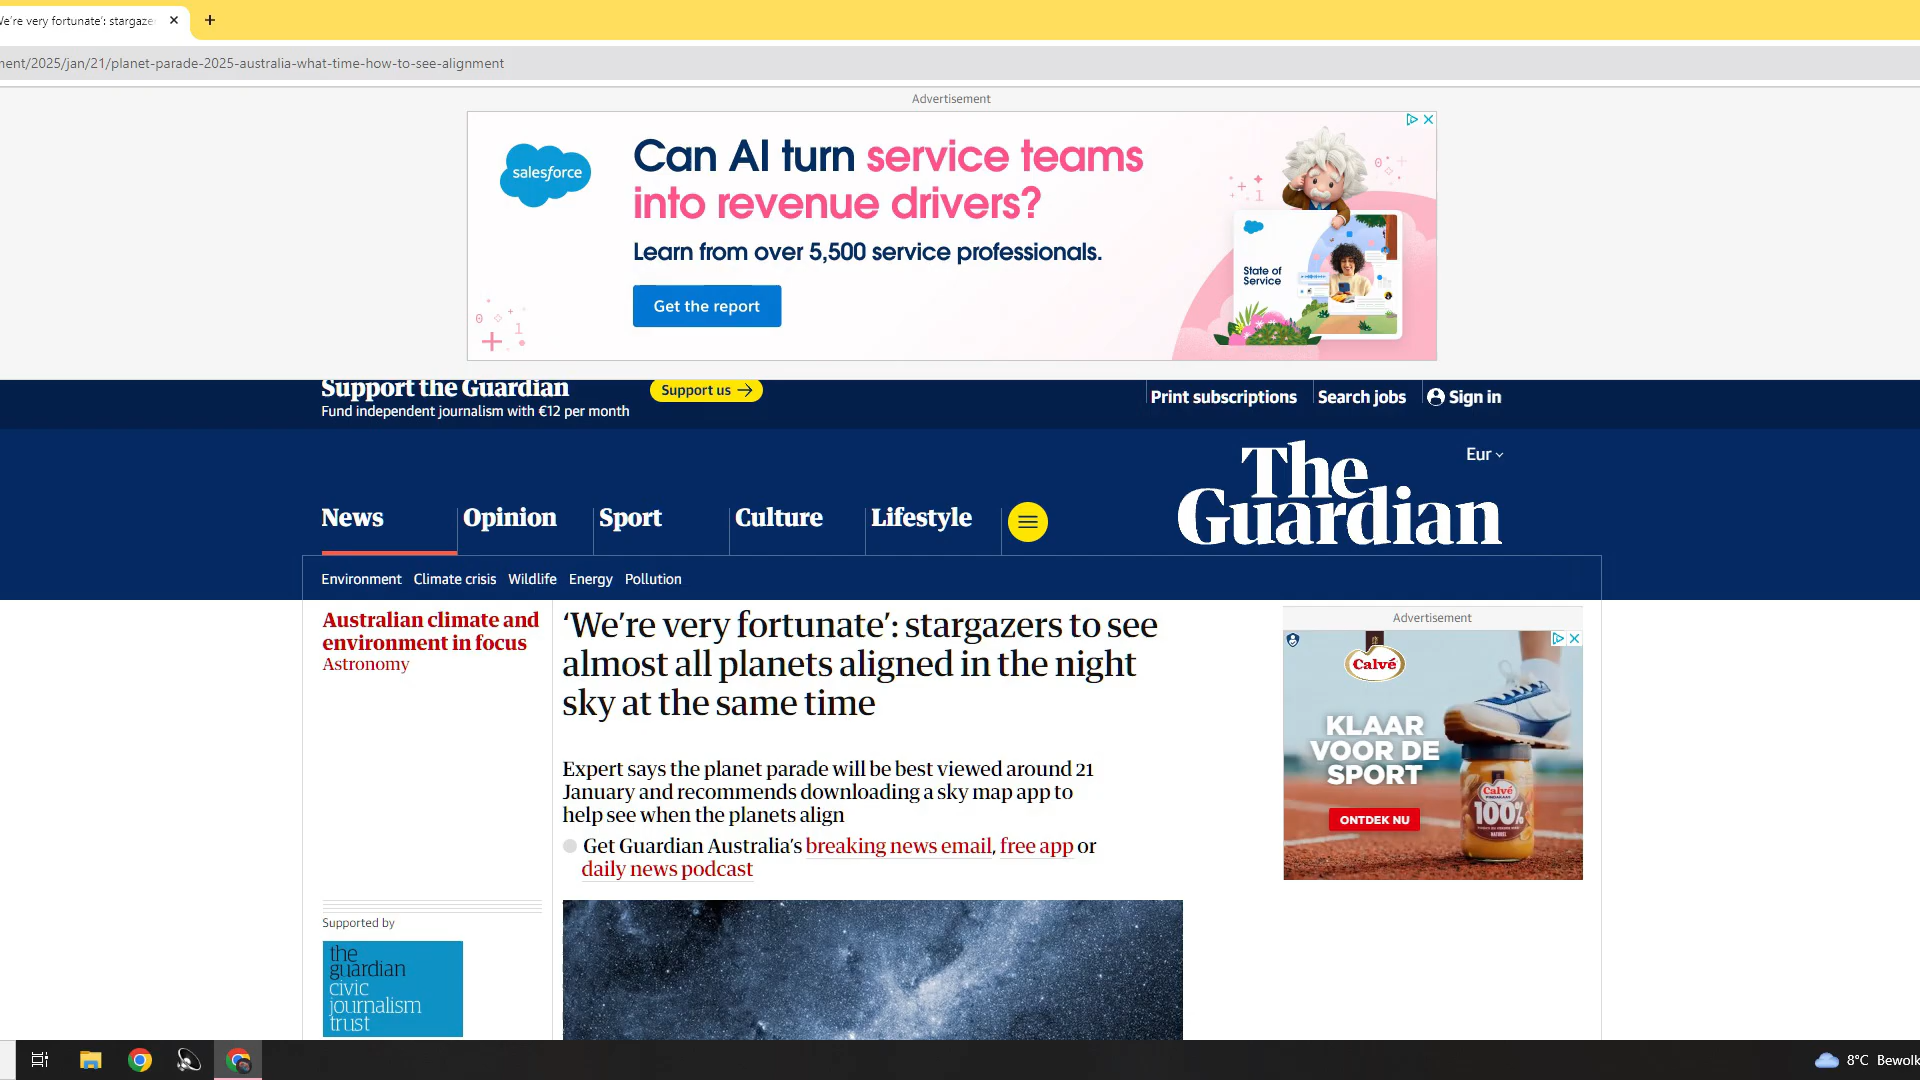 We're very fortunate': stargaze
ment/2025/jan/21/planet-parade-2025-australia-what-time-how-to-see-alignment
Advertisement
salesforce
Can AI turn service teams
into revenue drivers?
Learn from over 5,500 service professionals.
Get the report
State of
Service
Support the Guardian
Fund independent journalism with €12 per month
Support us
Print subscriptions
Search jobs
Sign in
Eur
The
Guardian
News
Opinion
Sport
Culture
Lifestyle
Environment
Climate crisis
Wildlife
Energy
Pollution
Australian climate and
environment in focus
Astronomy
‘We’re very fortunate’: stargazers to see
almost all planets aligned in the night
sky at the same time
Expert says the planet parade will be best viewed around 21
January and recommends downloading a sky map app to
help see when the planets align
Get Guardian Australia’s breaking news email, free app or
daily news podcast
Supported by
the
guardian
civic
journalism
trust
Advertisement
Calvé
KLAAR
VOOR DE
SPORT
ONTDEK NU
Calvé
100%
8°C Bewolk